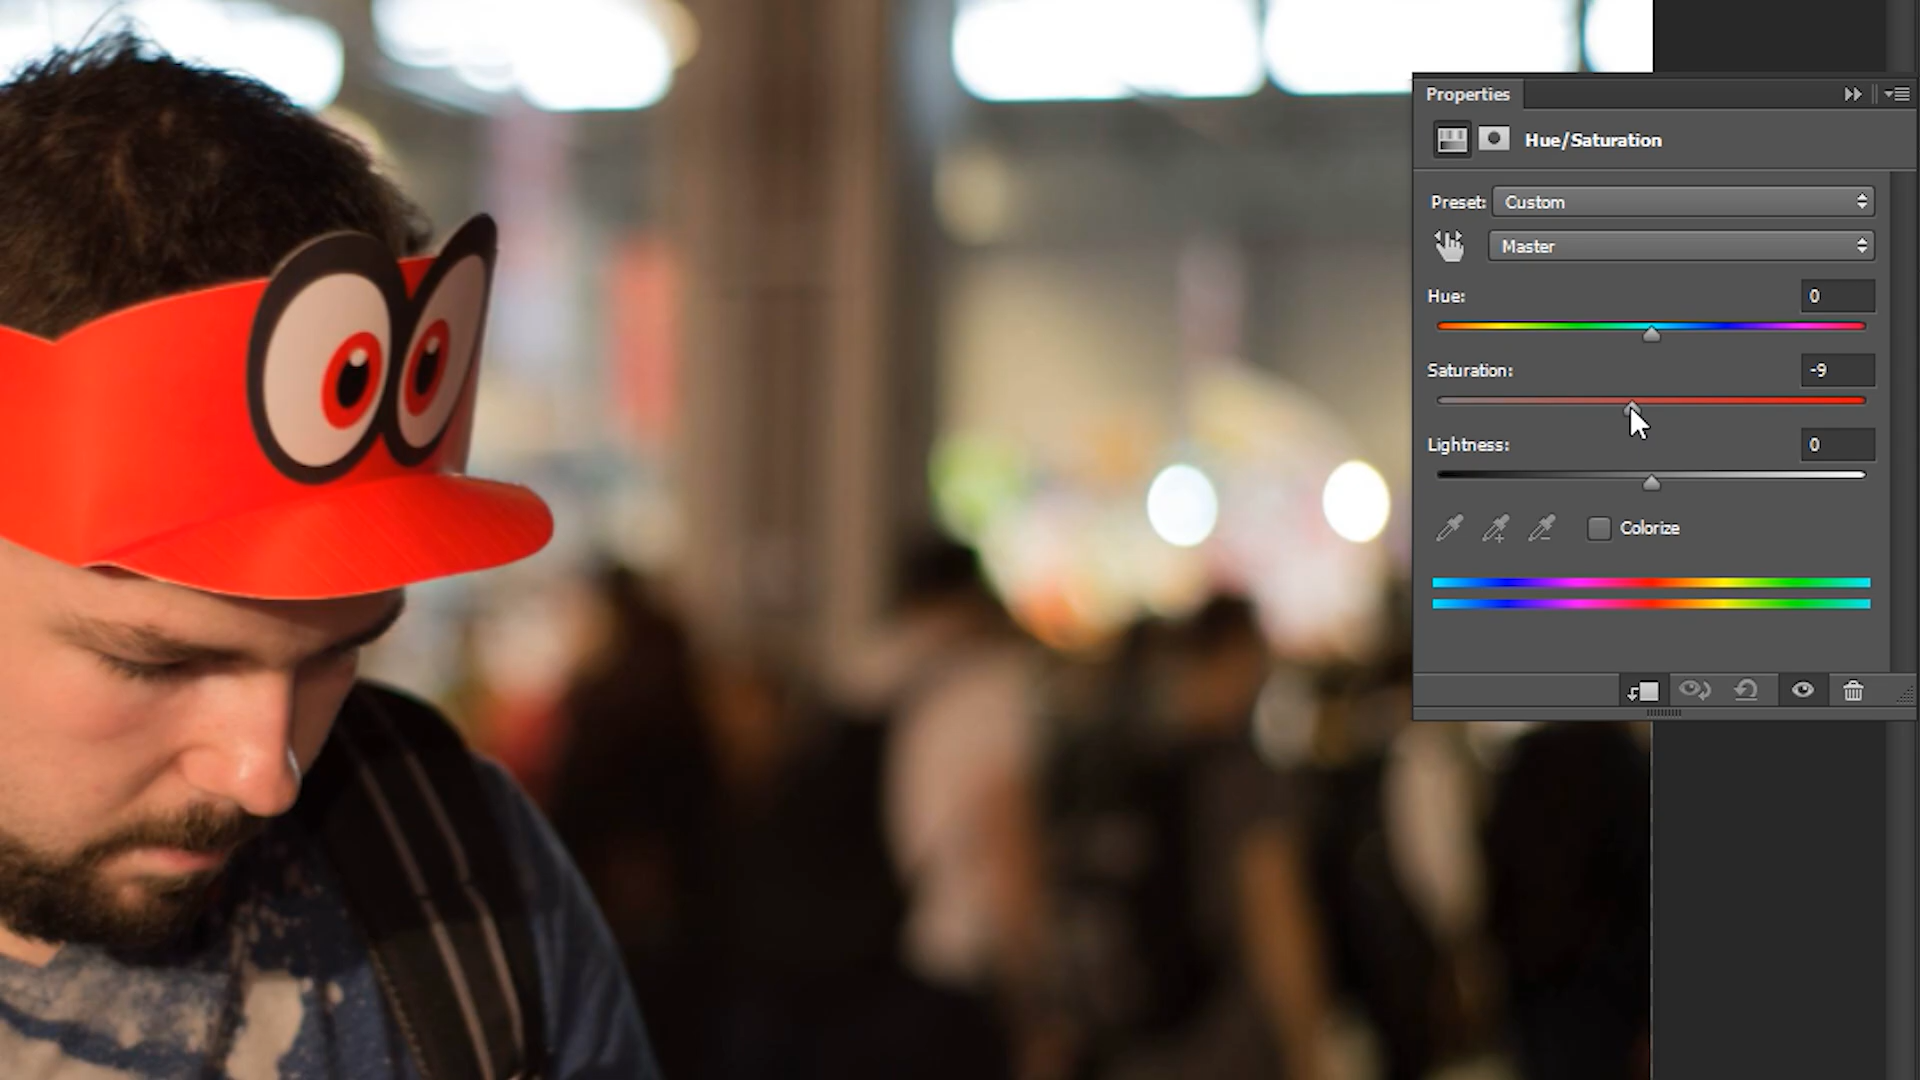 Properties
Hue/Saturation
Preset: Custom
Master
Hue: 0
Saturation: -9
Lightness: 0
Colorize